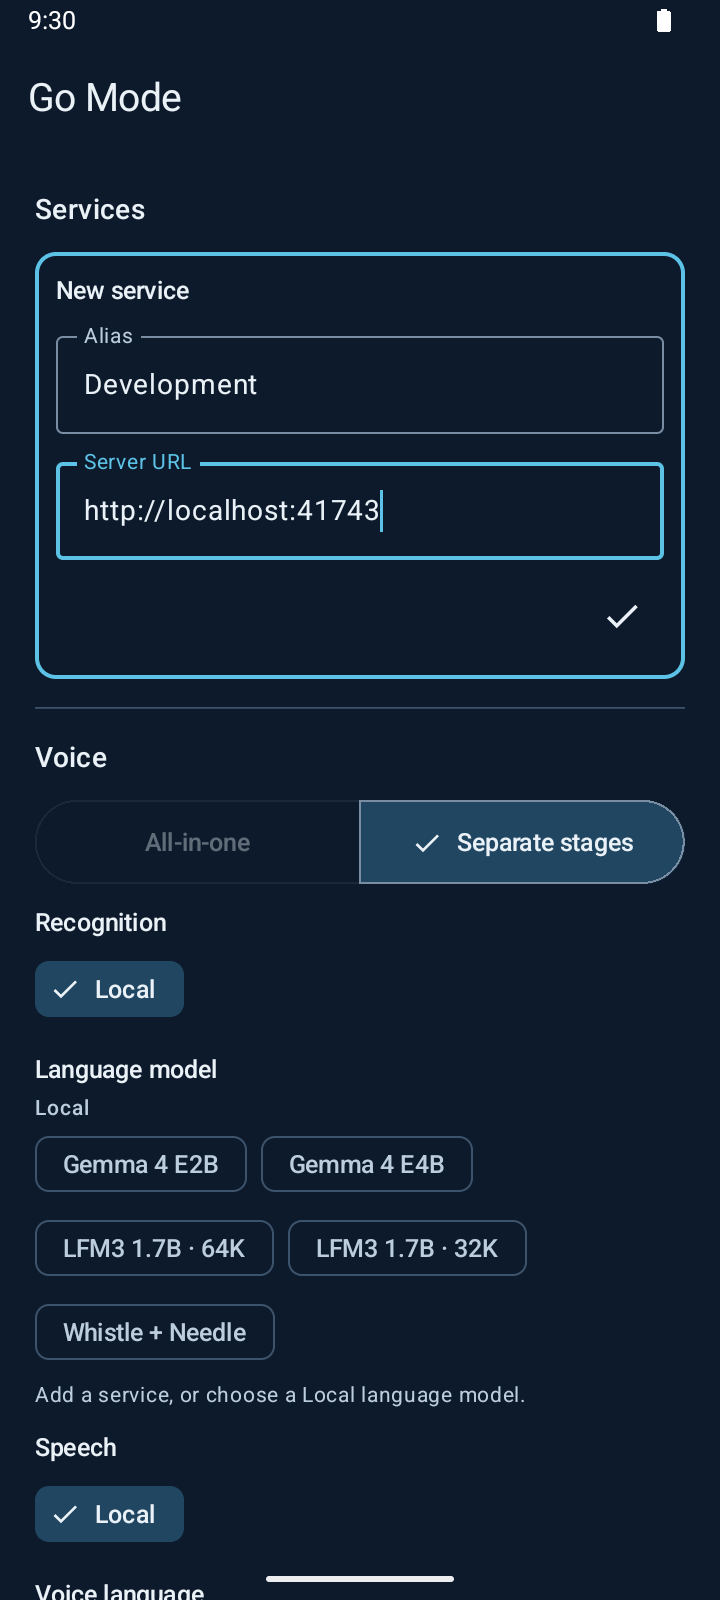 9:30
Go Mode
Services
New service
Alias
Development
Server URL
http://localhost:41743
Voice
All-in-one
Separate stages
Recognition
Local
Language model
Local
Gemma 4 E2B
Gemma 4 E4B
LFM3 1.7B · 64K
LFM3 1.7B · 32K
Whistle + Needle
Add a service, or choose a Local language model.
Speech
Local
Voice language